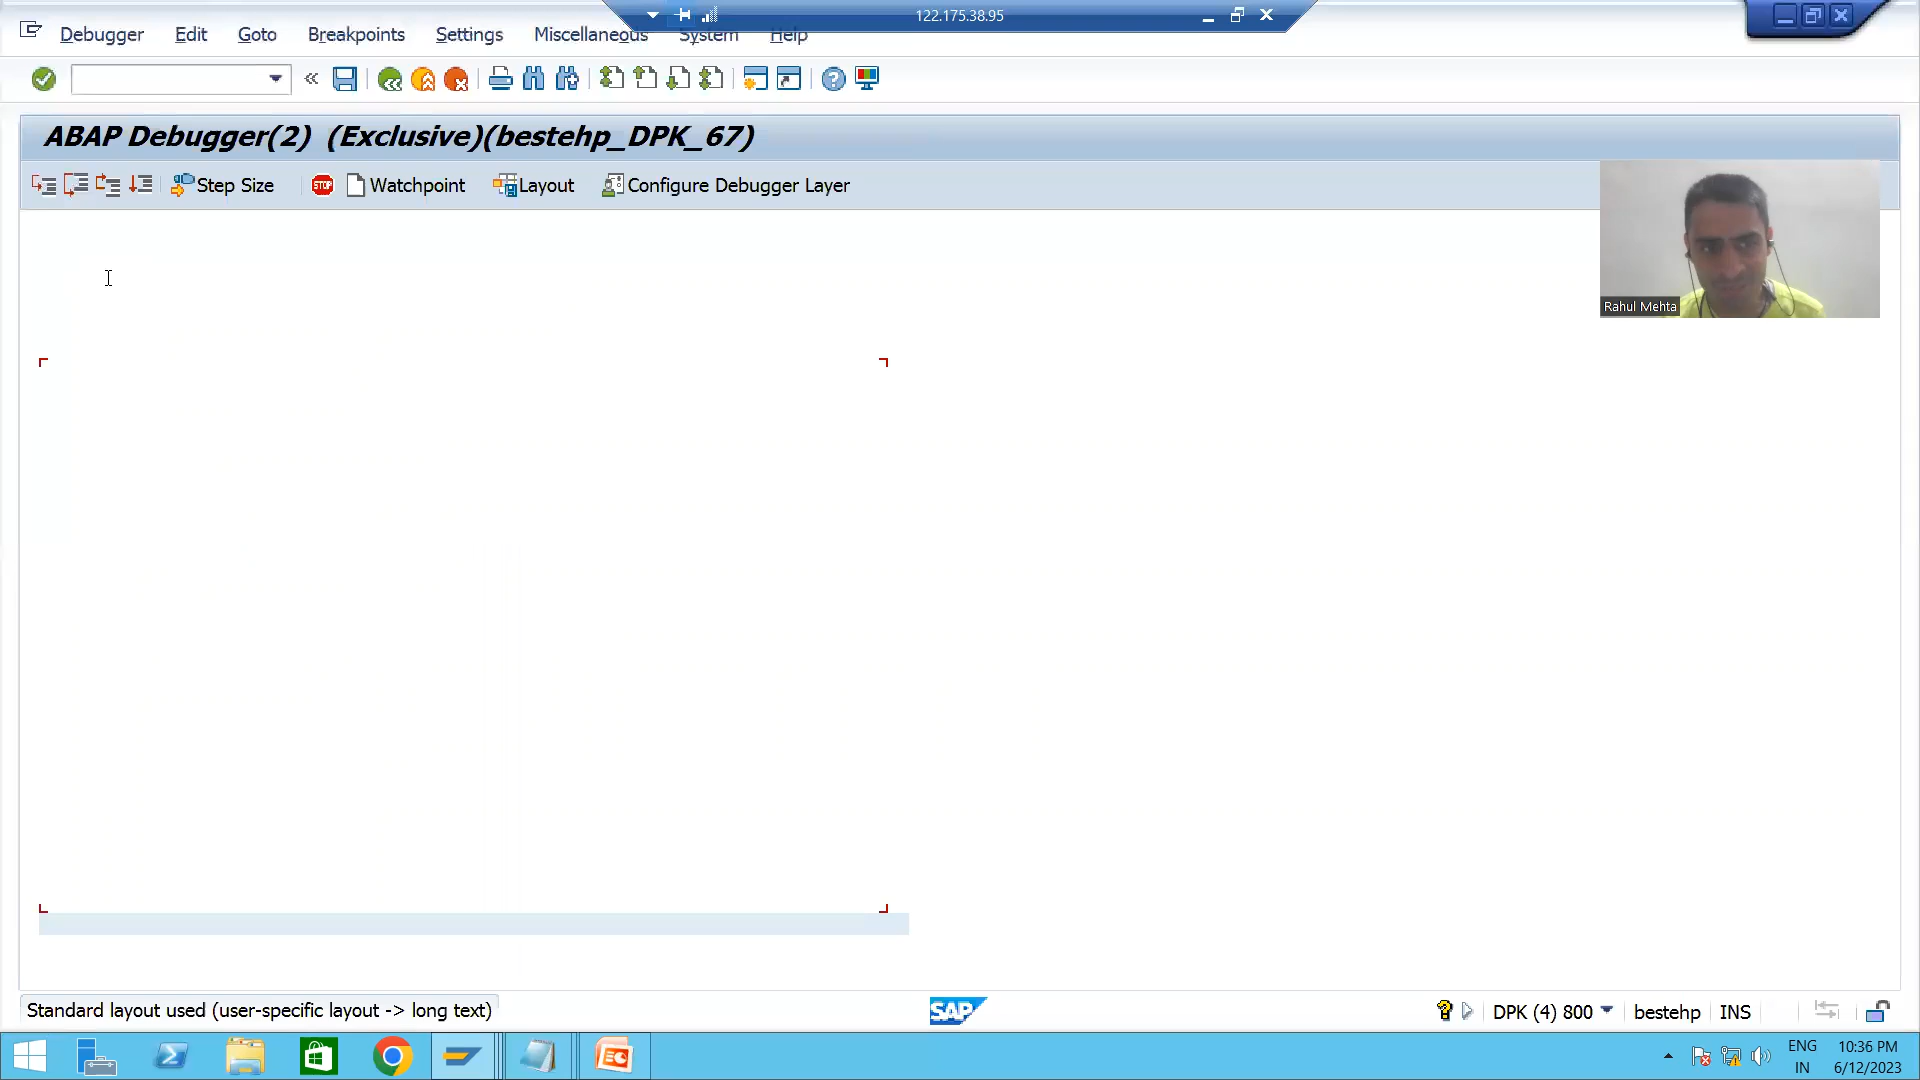 122.175.38.95
Debugger Edit Goto Breakpoints Settings Miscellaneous System Help
ABAP Debugger(2) (Exclusive)(bestehp_DPK_67)
Step Size STOP Watchpoint Layout Configure Debugger Layer
Rahul Mehta
Standard layout used (user-specific layout -> long text)
SAP
DPK (4) 800 bestehp INS
ENG 10:36 PM
IN 6/12/2023